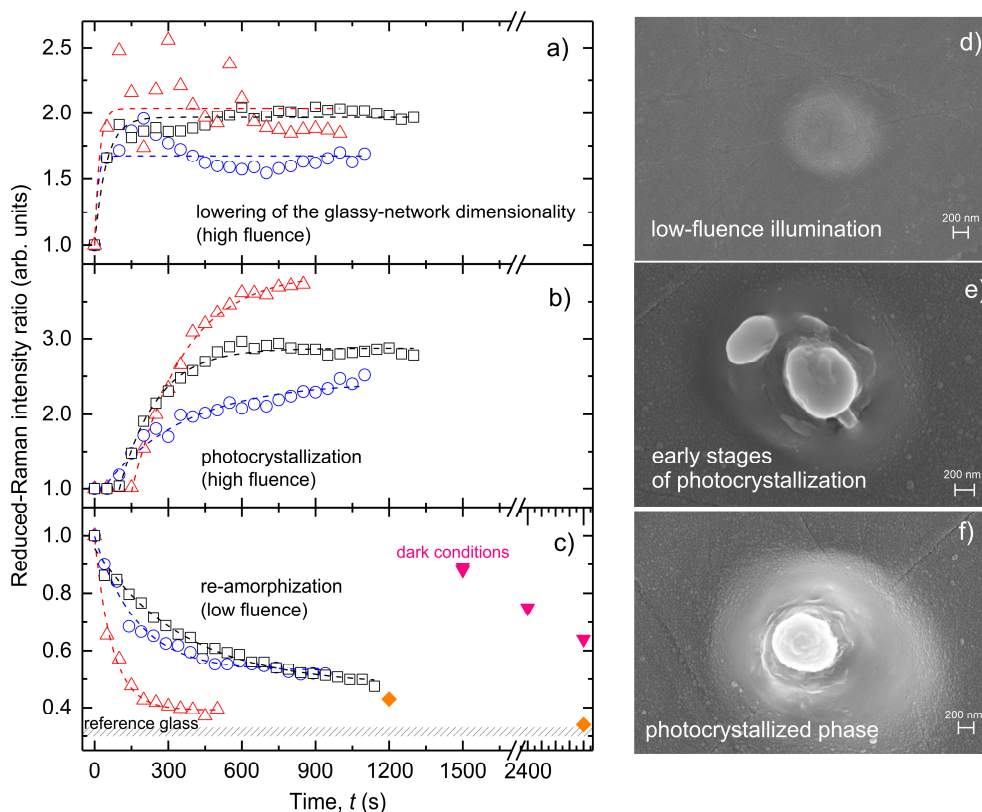 Reduced-Raman intensity ratio (arb. units)
a)
2.5
2.0
1.5
1.0
lowering of the glassy-network dimensionality
(high fluence)
b)
3.0
2.0
1.0
photocrystallization
(high fluence)
c)
1.0
0.8
0.6
0.4
dark conditions
re-amorphization
(low fluence)
reference glass
0 300 600 900 1200 1500 2400
Time, t (s)
d)
low-fluence illumination
200 nm
e)
early stages
of photocrystallization
200 nm
f)
photocrystallized phase
200 nm